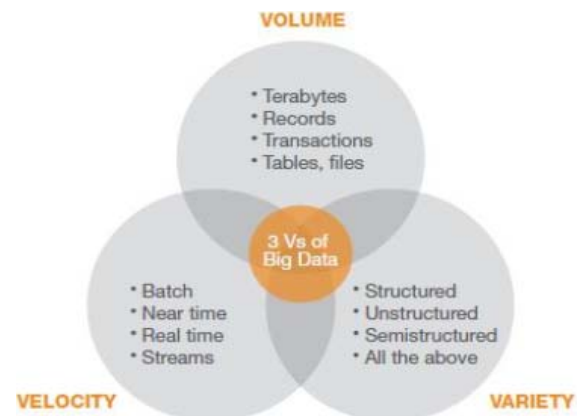 VOLUME
• Terabytes
• Records
• Transactions
• Tables, files
3 Vs of
Big Data
• Batch
• Near time
• Real time
• Streams
• Structured
• Unstructured
• Semistructured
• All the above
VELOCITY
VARIETY